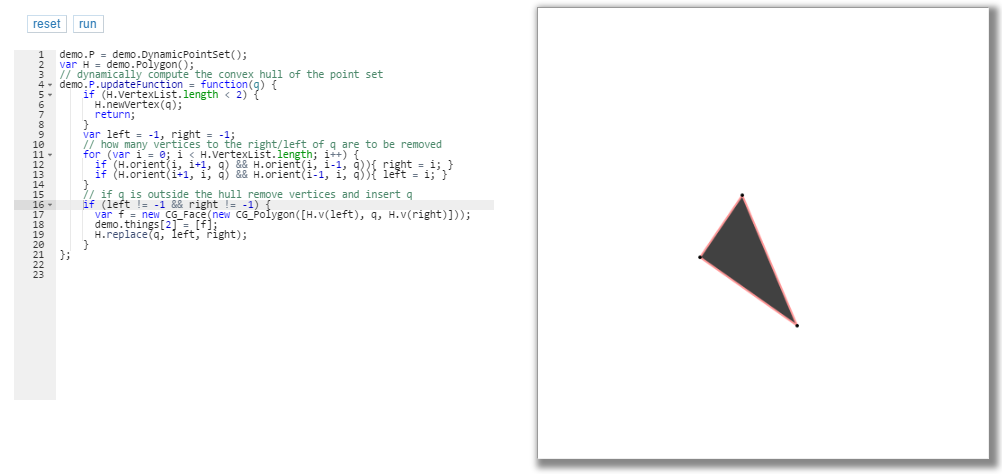 reset run
1 demo.P = demo.DynamicPointSet();
2 var H = demo.Polygon();
3 // dynamically compute the convex hull of the point set
4 demo.P.updateFunction = function(q) {
5 if (H.VertexList.length < 2) {
6 H.newVertex(q);
7 return;
8 }
9 var left = -1, right = -1;
10 // how many vertices to the right/left of q are to be removed
11 for (var i = 0; i < H.VertexList.length; i++) {
12 if (H.orient(i, i+1, q) && H.orient(i, i-1, q)){ right = i; }
13 if (H.orient(i+1, i, q) && H.orient(i-1, i, q)){ left = i; }
14 }
15 // if q is outside the hull remove vertices and insert q
16 if (left != -1 && right != -1) {
17 var f = new CG_Face(new CG_Polygon([H.v(left), q, H.v(right)]));
18 demo.things[2] = [f];
19 H.replace(q, left, right);
20 }
21 };
22
23